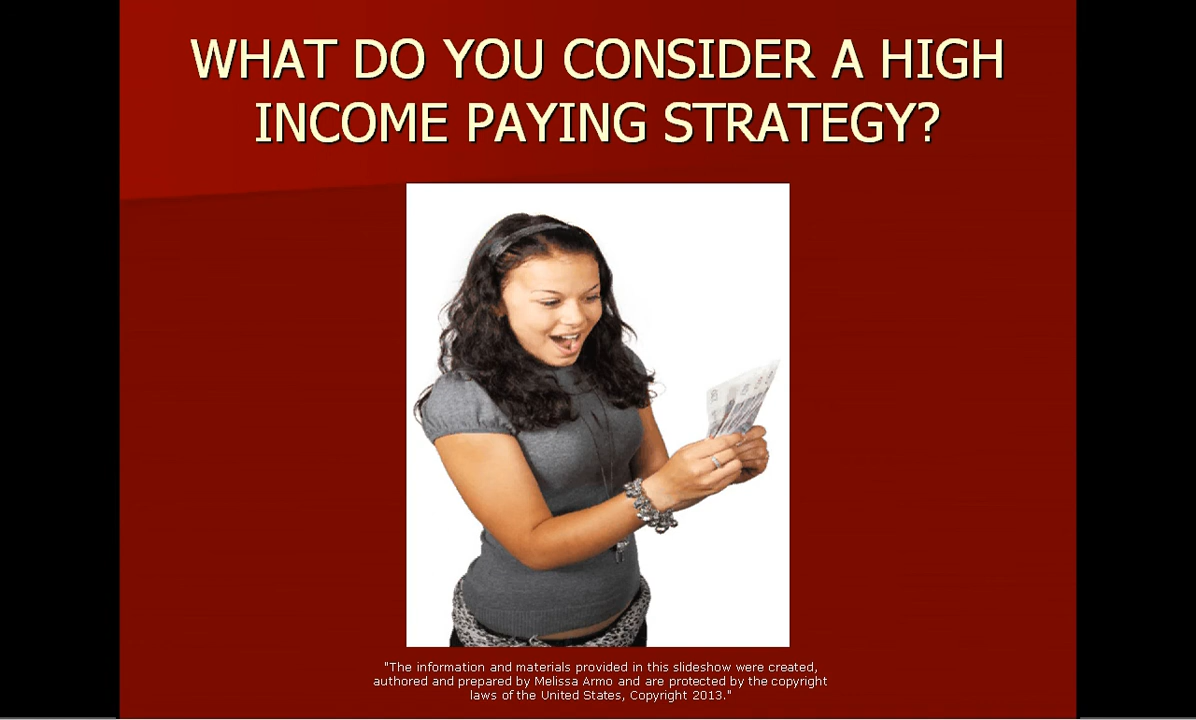 WHAT DO YOU CONSIDER A HIGH
INCOME PAYING STRATEGY?
"The information and materials provided in this slideshow were created,
authored and prepared by Melissa Armo and are protected by the copyright
laws of the United States, Copyright 2013."